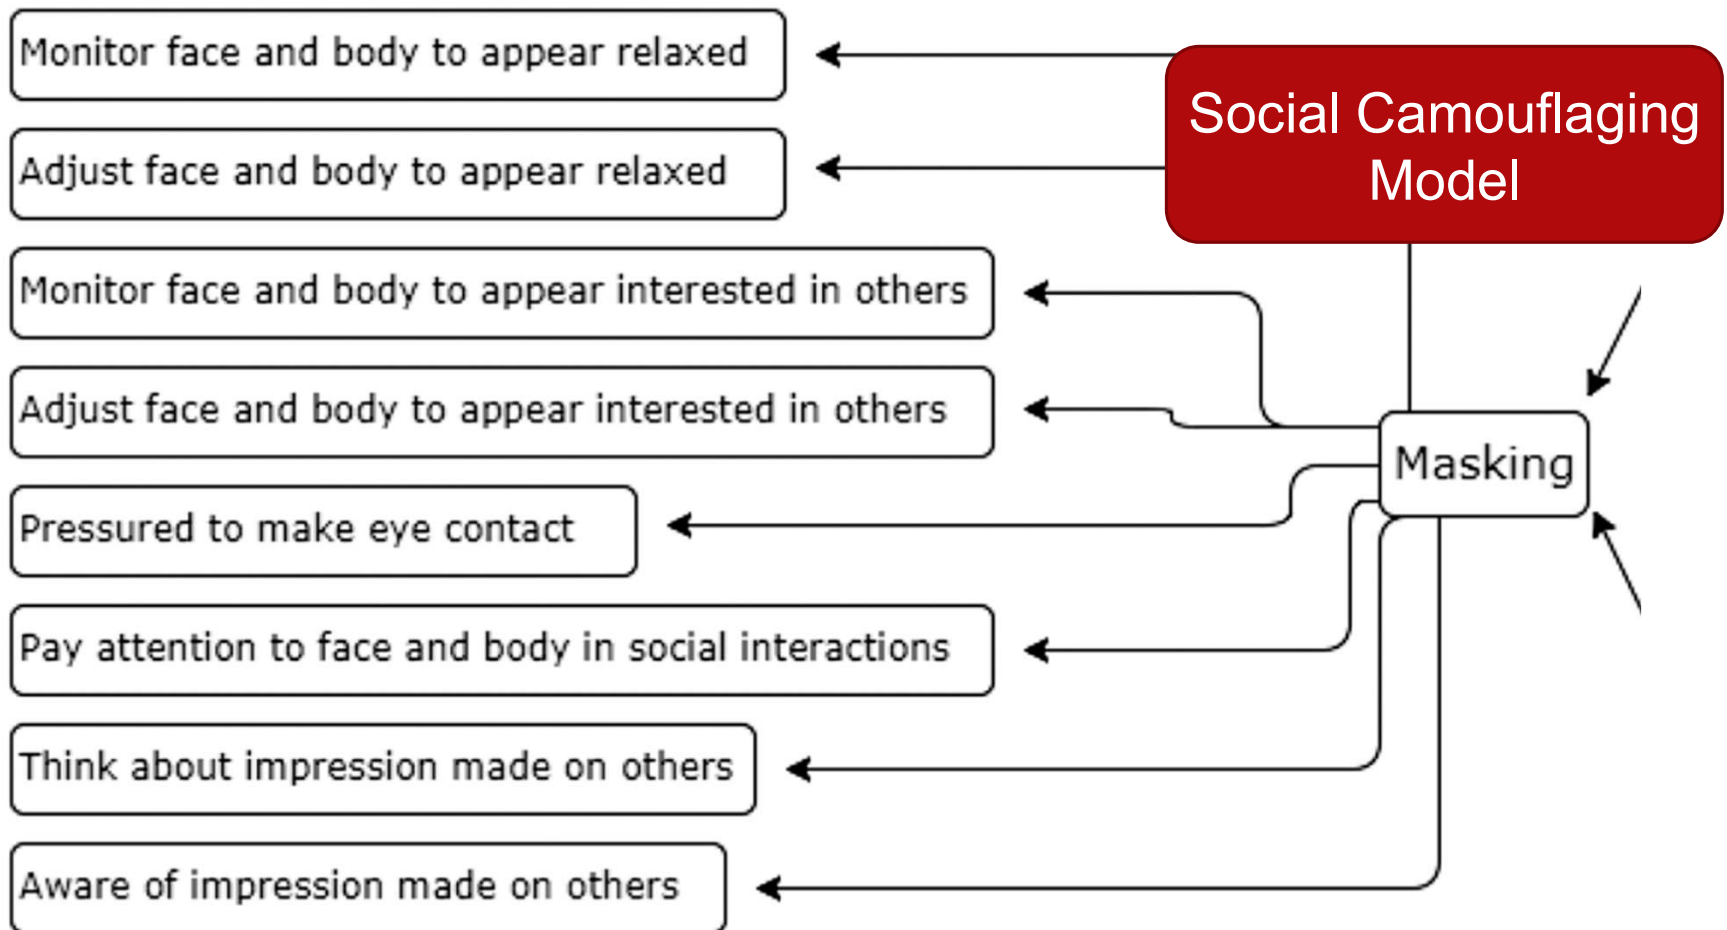 Monitor face and body to appear relaxed
Social Camouflaging
Model
Adjust face and body to appear relaxed
Monitor face and body to appear interested in others
Adjust face and body to appear interested in others
Masking
Pressured to make eye contact
Pay attention to face and body in social interactions
Think about impression made on others
Aware of impression made on others